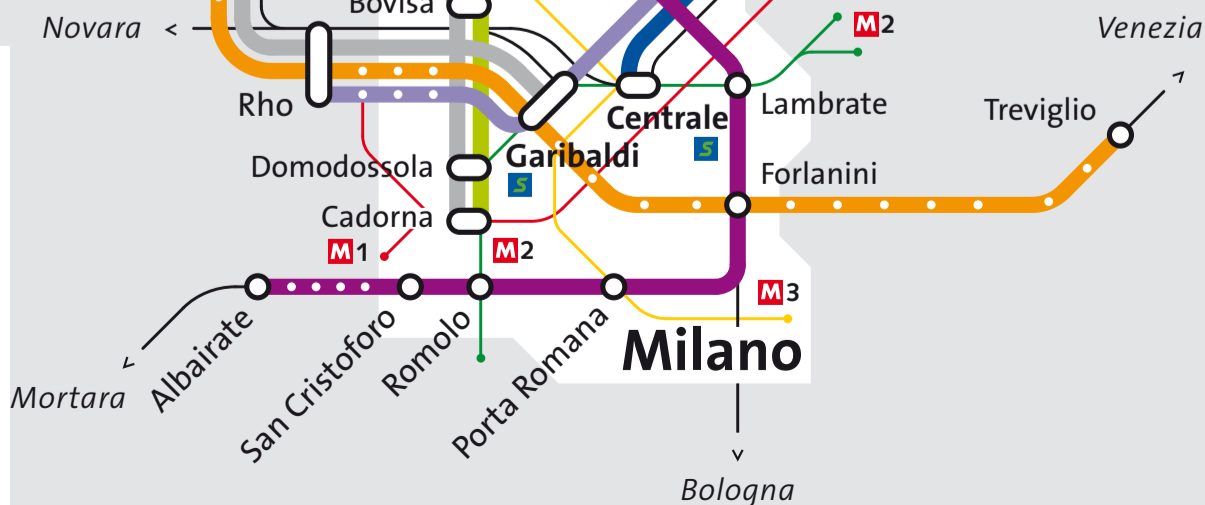 Bovisa
M2
Novara <
Venezia
Rho
Centrale
S
Lambrate
Treviglio
Domodossola
Garibaldi
S
Forlanini
Cadorna
M1
M2
M3
Albairate
San Cristoforo
Romolo
Porta Romana
Milano
Mortara
Bologna